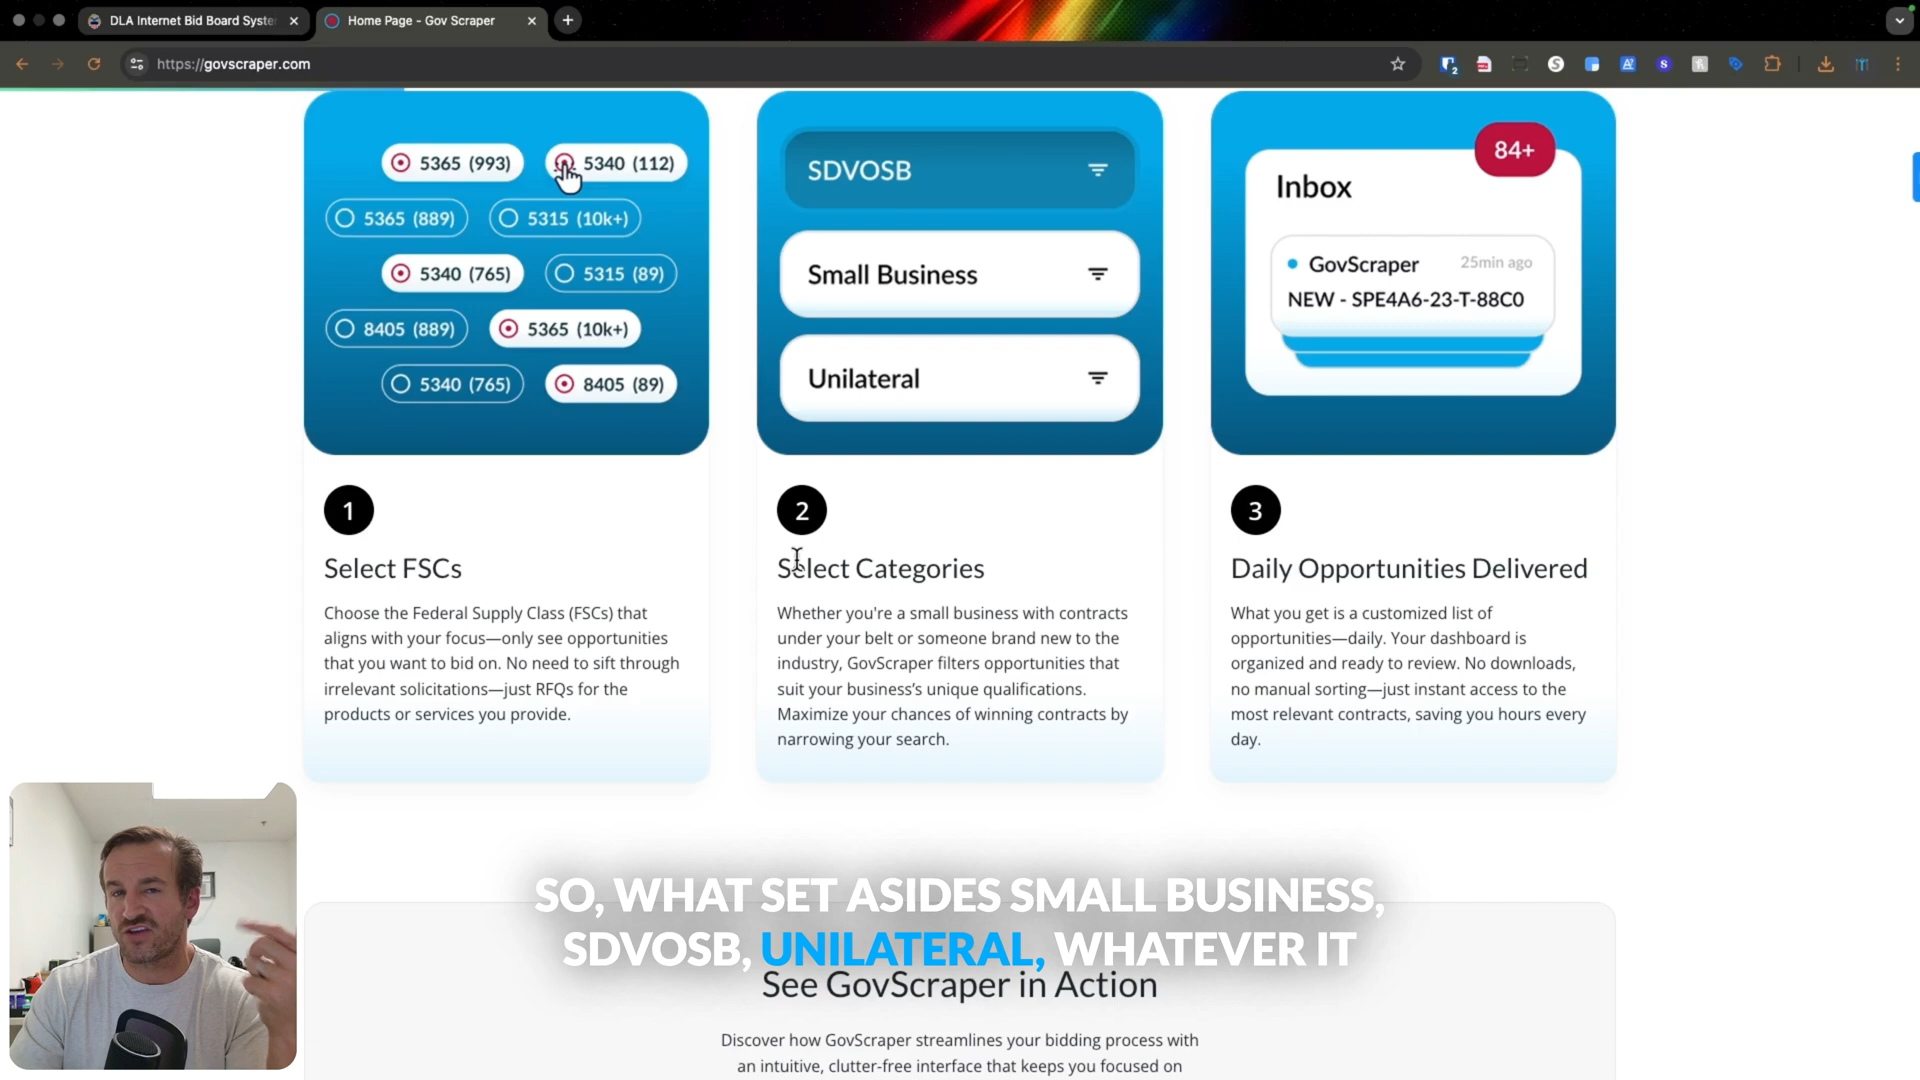 DLA Internet Bid Board Syste
Home Page - Gov Scraper
https://govscraper.com
5365 (993)
5340 (112)
5365 (889)
5315 (10k+)
5340 (765)
5315 (89)
8405 (889)
5365 (10k+)
5340 (765)
8405 (89)
1
Select FSCs
Choose the Federal Supply Class (FSCs) that
aligns with your focus—only see opportunities
that you want to bid on. No need to sift through
irrelevant solicitations—just RFQs for the
products or services you provide.
SDVOSB
Small Business
Unilateral
2
Select Categories
Whether you're a small business with contracts
under your belt or someone brand new to the
industry, GovScraper filters opportunities that
suit your business’s unique qualifications.
Maximize your chances of winning contracts by
narrowing your search.
84+
Inbox
GovScraper
25min ago
NEW - SPE4A6-23-T-88C0
3
Daily Opportunities Delivered
What you get is a customized list of
opportunities—daily. Your dashboard is
organized and ready to review. No downloads,
no manual sorting—just instant access to the
most relevant contracts, saving you hours every
day.
SO, WHAT SET ASIDES SMALL BUSINESS,
SDVOSB, UNILATERAL, WHATEVER IT
See GovScraper in Action
Discover how GovScraper streamlines your bidding process with
an intuitive, clutter-free interface that keeps you focused on